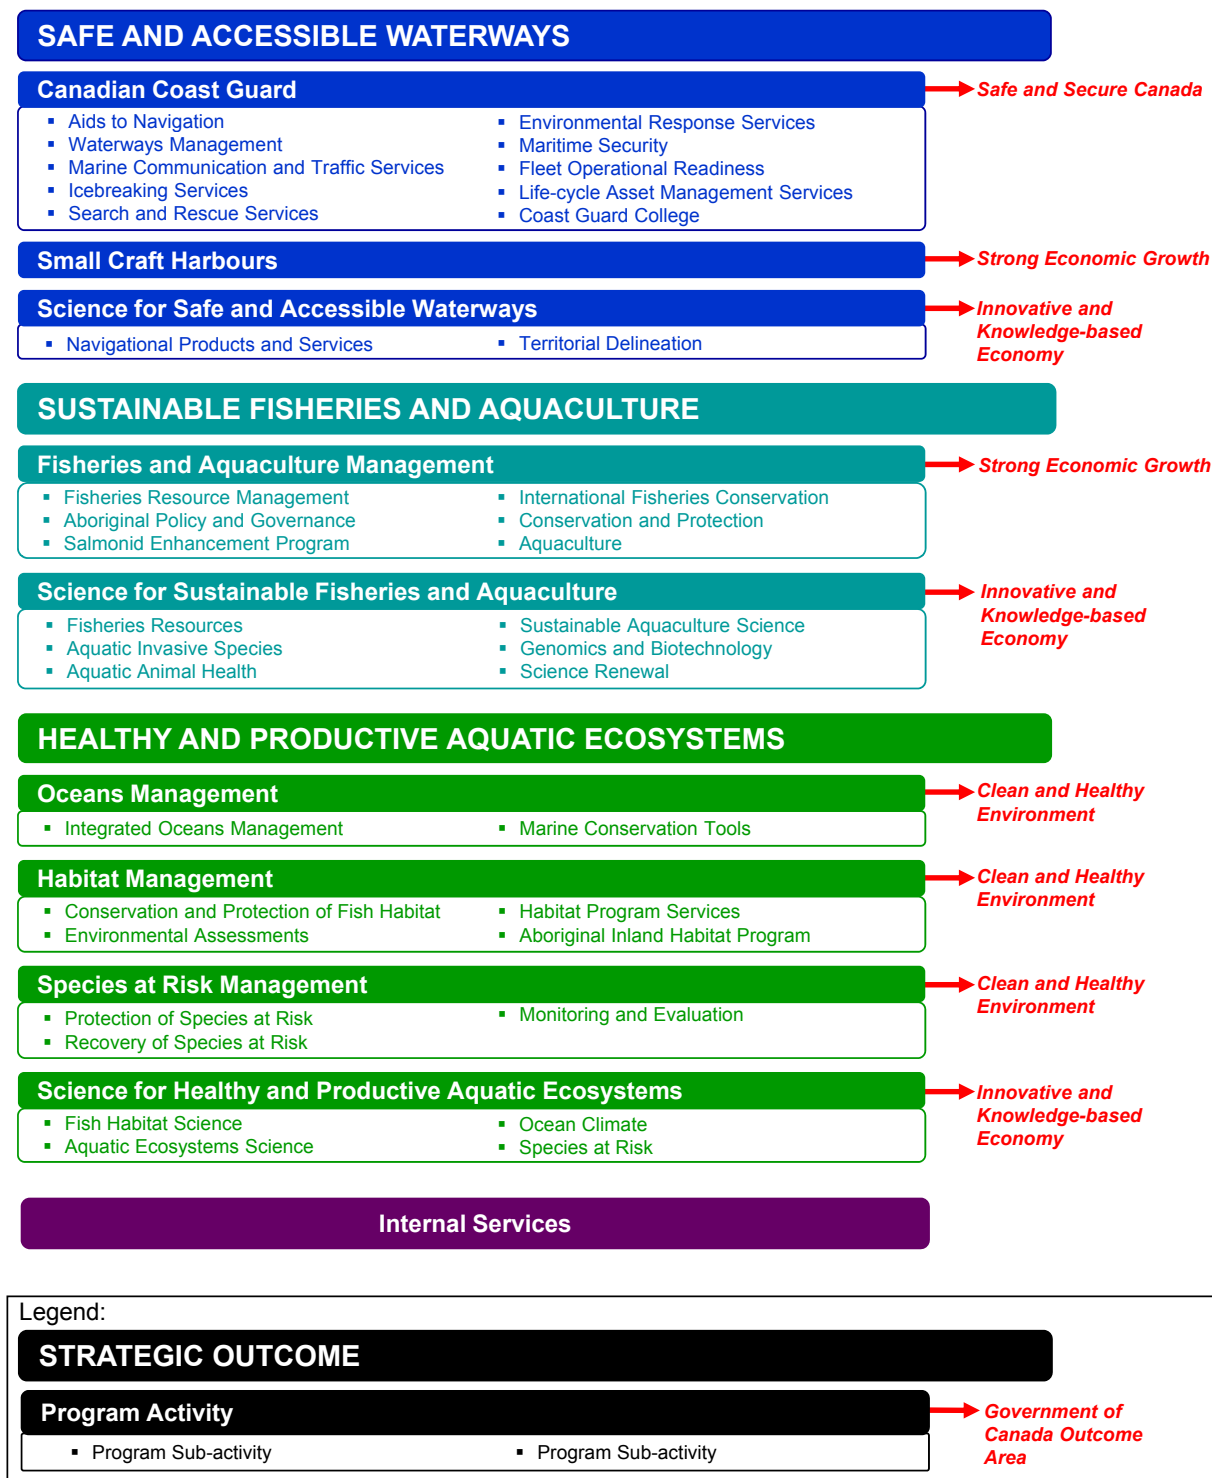 SAFE AND ACCESSIBLE WATERWAYS
Canadian Coast Guard
Safe and Secure Canada
▪ Aids to Navigation
▪ Waterways Management
▪ Marine Communication and Traffic Services
▪ Icebreaking Services
▪ Search and Rescue Services
▪ Environmental Response Services
▪ Maritime Security
▪ Fleet Operational Readiness
▪ Life-cycle Asset Management Services
▪ Coast Guard College
Small Craft Harbours
Strong Economic Growth
Science for Safe and Accessible Waterways
Innovative and
Knowledge-based
Economy
▪ Navigational Products and Services
▪ Territorial Delineation
SUSTAINABLE FISHERIES AND AQUACULTURE
Fisheries and Aquaculture Management
Strong Economic Growth
▪ Fisheries Resource Management
▪ Aboriginal Policy and Governance
▪ Salmonid Enhancement Program
▪ International Fisheries Conservation
▪ Conservation and Protection
▪ Aquaculture
Science for Sustainable Fisheries and Aquaculture
Innovative and
Knowledge-based
Economy
▪ Fisheries Resources
▪ Aquatic Invasive Species
▪ Aquatic Animal Health
▪ Sustainable Aquaculture Science
▪ Genomics and Biotechnology
▪ Science Renewal
HEALTHY AND PRODUCTIVE AQUATIC ECOSYSTEMS
Oceans Management
Clean and Healthy
Environment
▪ Integrated Oceans Management
▪ Marine Conservation Tools
Habitat Management
Clean and Healthy
Environment
▪ Conservation and Protection of Fish Habitat
▪ Environmental Assessments
▪ Habitat Program Services
▪ Aboriginal Inland Habitat Program
Species at Risk Management
Clean and Healthy
Environment
▪ Protection of Species at Risk
▪ Recovery of Species at Risk
▪ Monitoring and Evaluation
Science for Healthy and Productive Aquatic Ecosystems
Innovative and
Knowledge-based
Economy
▪ Fish Habitat Science
▪ Aquatic Ecosystems Science
▪ Ocean Climate
▪ Species at Risk
Internal Services
Legend:
STRATEGIC OUTCOME
Program Activity
Government of
Canada Outcome
Area
▪ Program Sub-activity
▪ Program Sub-activity